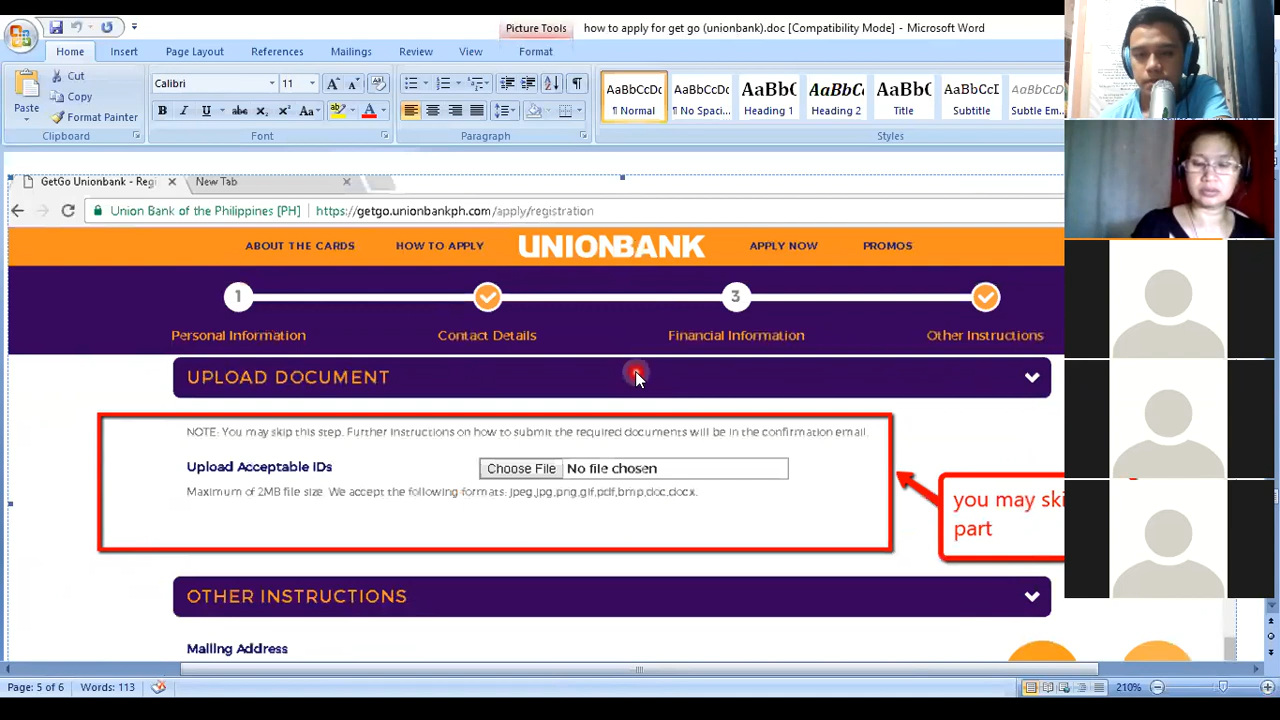 Picture Tools
how to apply for get go (unionbank).doc [Compatibility Mode] - Microsoft Word
Home
Insert
Page Layout
References
Mailings
Review
View
Format
Paste
Cut
Copy
Format Painter
Clipboard
Calibri
11
Font
Paragraph
AaBbCcDc
¶ Normal
AaBbCcDc
¶ No Spaci...
AaBbC
Heading 1
AaBbCc
Heading 2
AaBbC
Title
AaBbCc
Subtitle
AaBbCcD
Subtle Em...
Styles
GetGo Unionbank - Regi
New Tab
Union Bank of the Philippines [PH]
https://getgo.unionbankph.com/apply/registration
ABOUT THE CARDS
HOW TO APPLY
UNIONBANK
APPLY NOW
PROMOS
1
3
Personal Information
Contact Details
Financial Information
Other Instructions
UPLOAD DOCUMENT
NOTE: You may skip this step. Further instructions on how to submit the required documents will be in the confirmation email.
Upload Acceptable IDs
Choose File No file chosen
Maximum of 2MB file size. We accept the following formats: jpeg,jpg,png,gif,pdf,bmp,doc,docx.
you may ski
part
OTHER INSTRUCTIONS
Mailing Address
Page: 5 of 6
Words: 113
210%